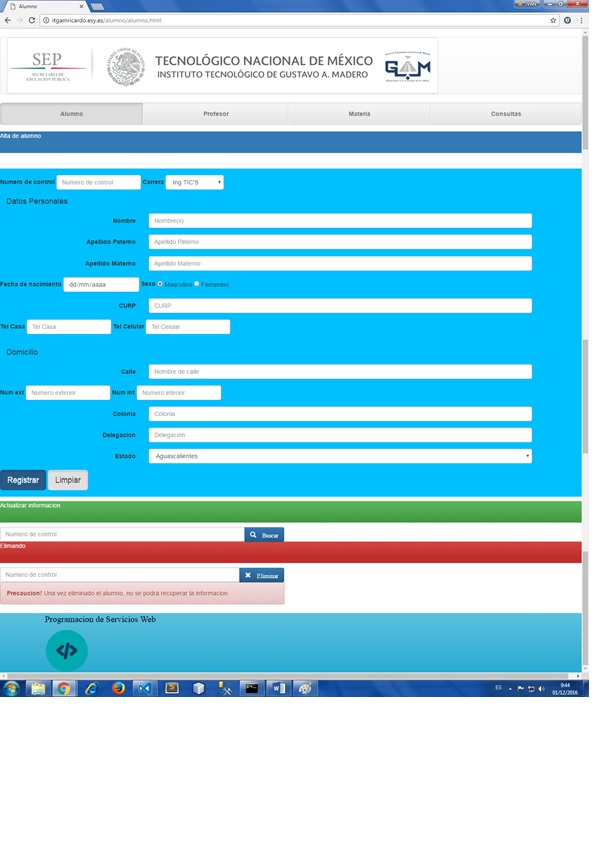 Alumno
itgamricardo.esy.es/alumno/alumno.html
SEP
SECRETARÍA DE
EDUCACIÓN PÚBLICA
TECNOLÓGICO NACIONAL DE MÉXICO
INSTITUTO TECNOLÓGICO DE GUSTAVO A. MADERO
Alumno Profesor Materia Consultas
Alta de alumno
Numero de control Numero de control Carrera Ing TIC'S
Datos Personales
Nombre Nombre(x)
Apellido Paterno Apellido Paterno
Apellido Materno Apellido Materno
Fecha de nacimiento dd/mm/aaaa Sexo Masculino Femenino
CURP CURP
Tel Casa Tel Casa Tel Celular Tel Celular
Domicilio
Calle Nombre de calle
Num ext Numero exterior Num int Numero interior
Colonia Colonia
Delegacion Delegacion
Estado Aguascalientes
Registrar Limpiar
Actualizar informacion
Numero de control Buscar
Elimando
Numero de control Eliminar
Precaucion! Una vez eliminado el alumno, no se podra recuperar la informacion
Programacion de Servicios Web
</>
ES 9:44
01/12/2016